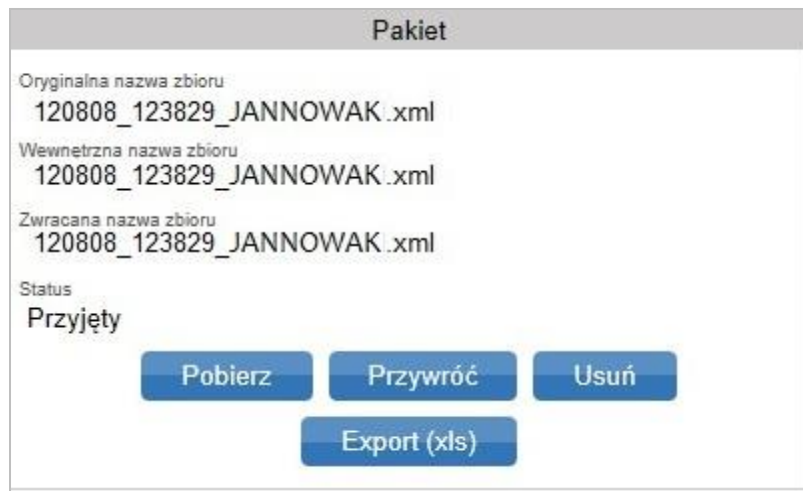 Pakiet
Oryginalna nazwa zbioru
120808_123829_JANNOWAK.xml
Wewnętrzna nazwa zbioru
120808_123829_JANNOWAK.xml
Zwracana nazwa zbioru
120808_123829_JANNOWAK.xml
Status
Przyjęty
Pobierz Przywróć Usuń
Export (xls)